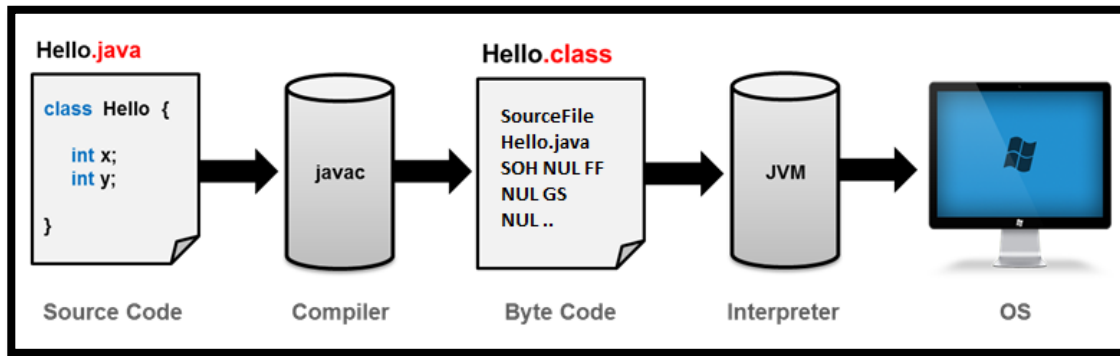 Hello.java
class Hello {
int x;
int y;
}
Source Code
javac
Compiler
Hello.class
SourceFile
Hello.java
SOH NUL FF
NUL GS
NUL ..
Byte Code
JVM
Interpreter
OS